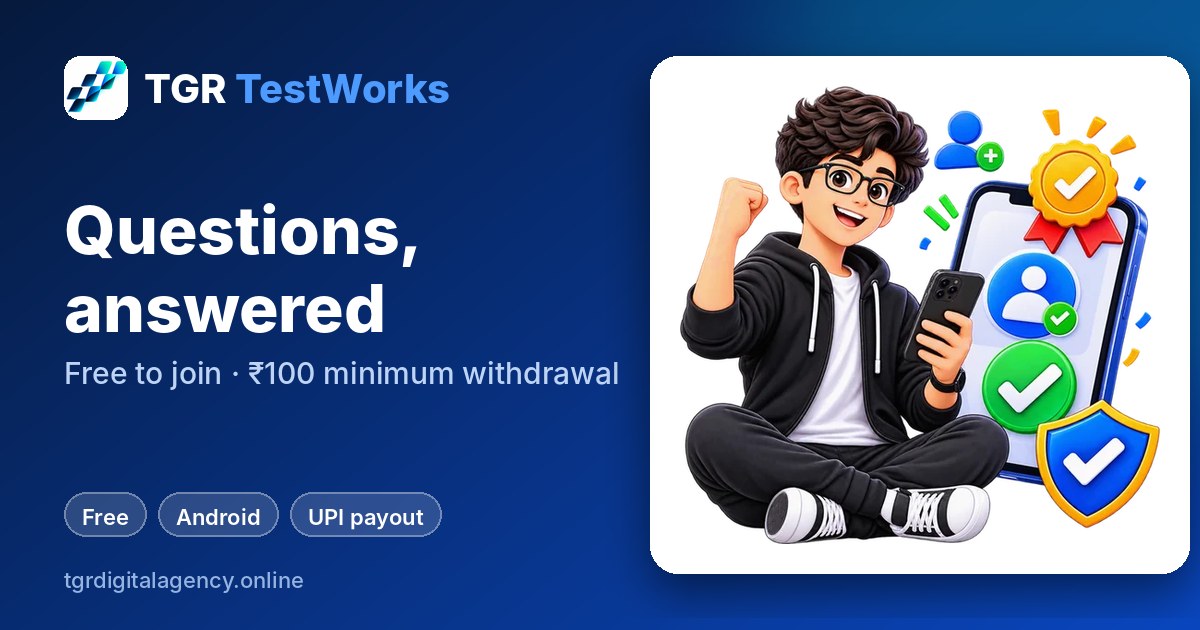 TGR TestWorks
Questions,
answered
Free to join · ₹100 minimum withdrawal
Free
Android
UPI payout
tgrdigitalagency.online